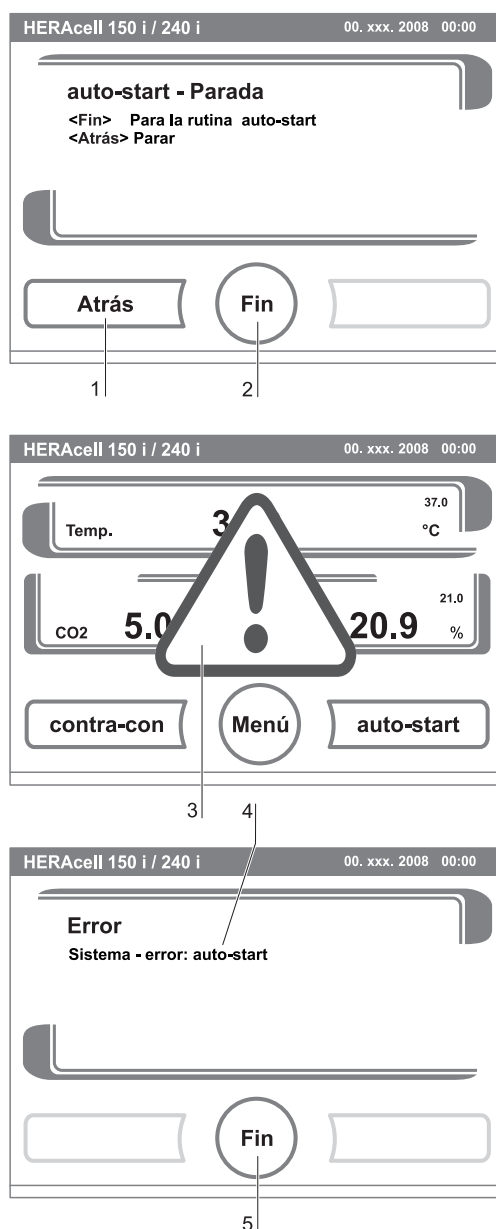 HERAcell 150 i / 240 i 00. xxx. 2008 00:00
auto-start - Parada
<Fin> Para la rutina auto-start
<Atrás> Parar
Atrás Fin
1 2
HERAcell 150 i / 240 i 00. xxx. 2008 00:00
37.0
Temp. 3 °C
21.0
CO2 5.0 20.9 %
contra-con Menú auto-start
3 4
HERAcell 150 i / 240 i 00. xxx. 2008 00:00
Error
Sistema - error: auto-start
Fin
5